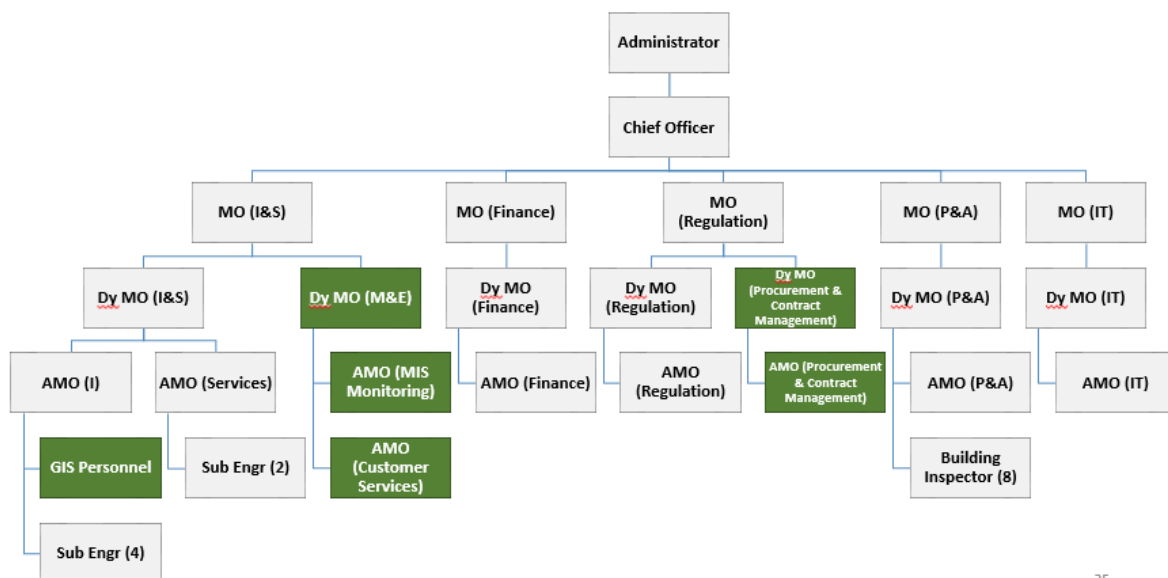 Administrator
Chief Officer
MO (I&S)
MO (Finance)
MO
(Regulation)
MO (P&A)
MO (IT)
Dy MO (I&S)
Dy MO (M&E)
Dy MO
(Finance)
Dy MO
(Regulation)
Dy MO
(Procurement &
Contract
Management)
Dy MO (P&A)
Dy MO (IT)
AMO (I)
AMO (Services)
AMO (MIS
Monitoring)
AMO (Finance)
AMO
(Regulation)
AMO (Procurement
& Contract
Management)
AMO (P&A)
AMO (IT)
GIS Personnel
Sub Engr (2)
AMO
(Customer
Services)
Building
Inspector (8)
Sub Engr (4)